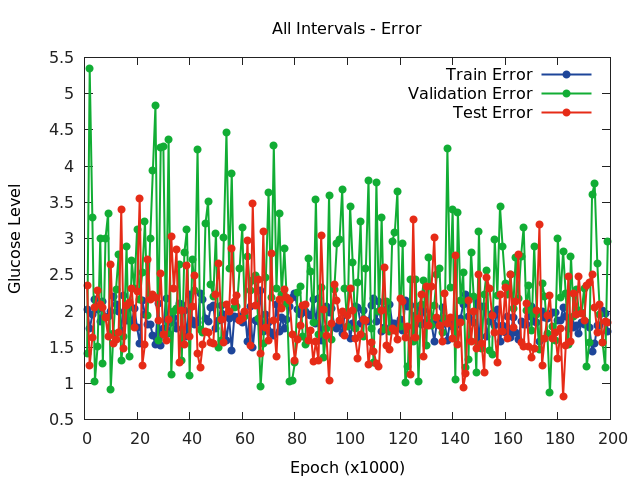 All Intervals - Error
Train Error
Validation Error
Test Error
5.5
5
4.5
4
3.5
3
2.5
2
1.5
1
0.5
Glucose Level
0 20 40 60 80 100 120 140 160 180 200
Epoch (x1000)